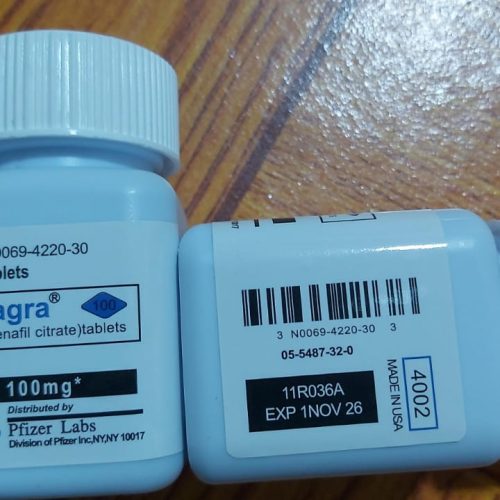 0069-4220-30
blets
agra®
100
enafil citrate)tablets
100mg*
Distributed by
Pfizer Labs
Division of Pfizer Inc,NY,NY 10017
3 N0069-4220-30 3
05-5487-32-0
11R036A
EXP 1NOV 26
4002
MADE IN USA